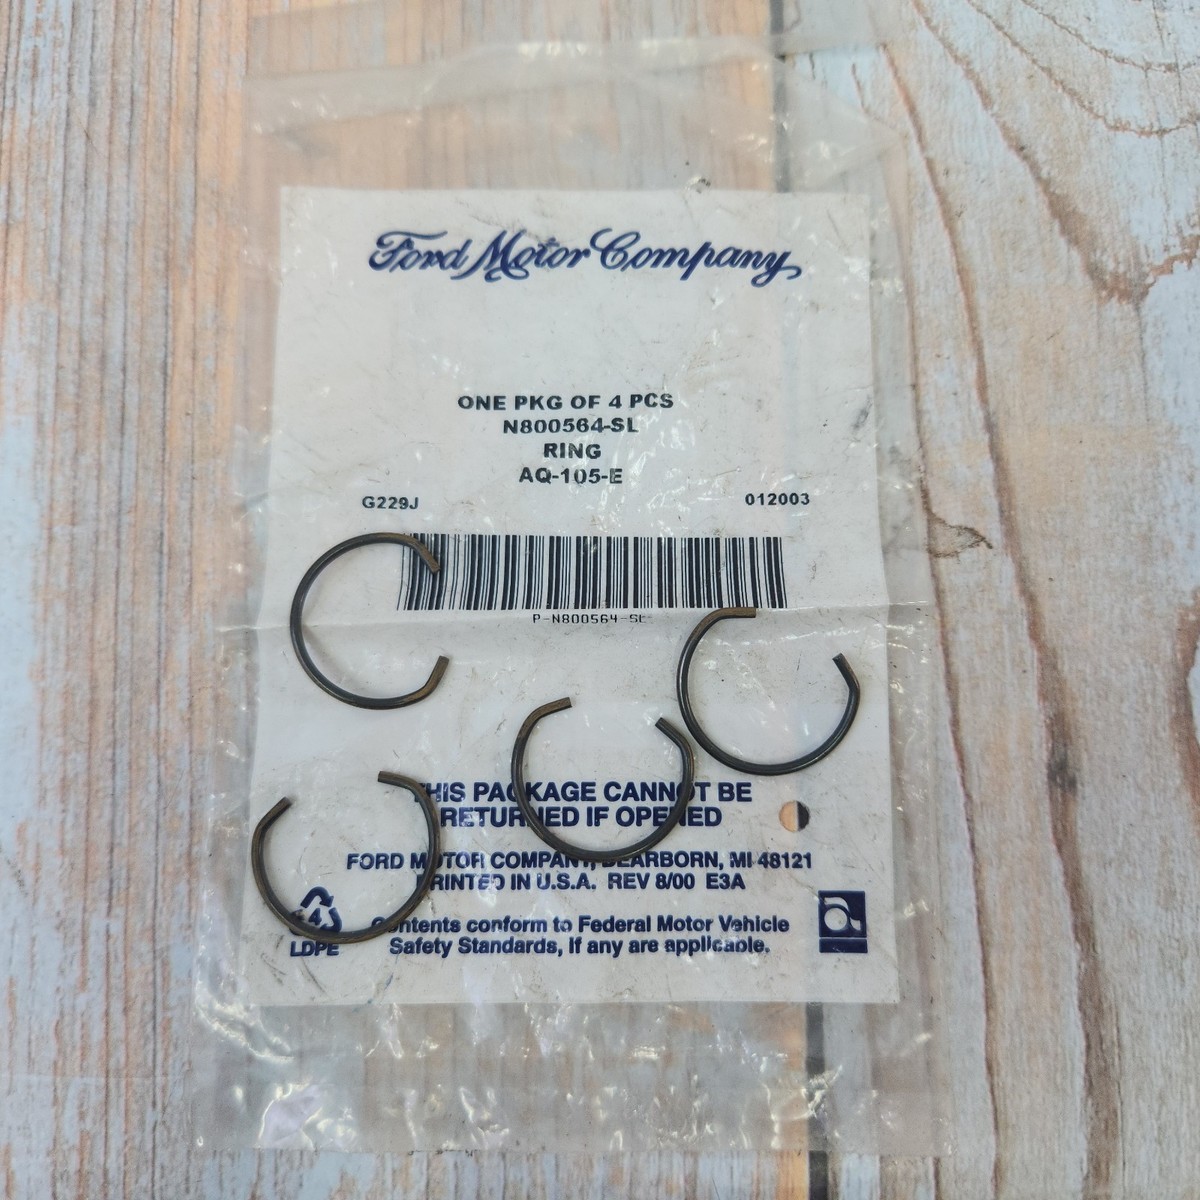 Ford Motor Company
ONE PKG OF 4 PCS
N800564-SL
RING
AQ-105-E
G229J 012003
P-N800564-SL
THIS PACKAGE CANNOT BE
RETURNED IF OPENED
FORD MOTOR COMPANY, DEARBORN, MI 48121
PRINTED IN U.S.A. REV 8/00 E3A
4
LDPE
Contents conform to Federal Motor Vehicle
Safety Standards, if any are applicable.
a